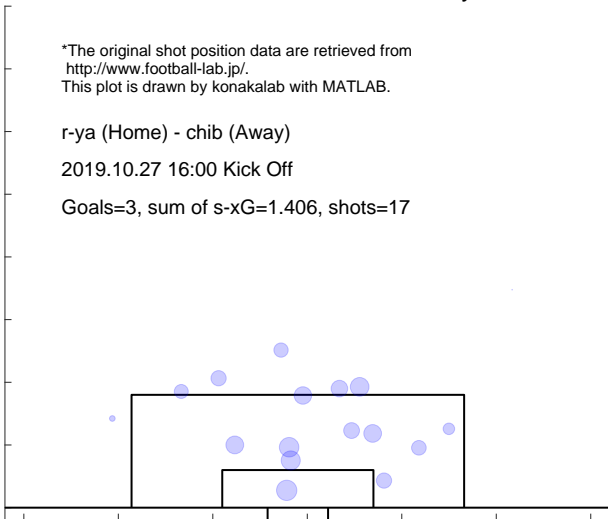 *The original shot position data are retrieved from
http://www.football-lab.jp/.
This plot is drawn by konakalab with MATLAB.
r-ya (Home) - chib (Away)
2019.10.27 16:00 Kick Off
Goals=3, sum of s-xG=1.406, shots=17